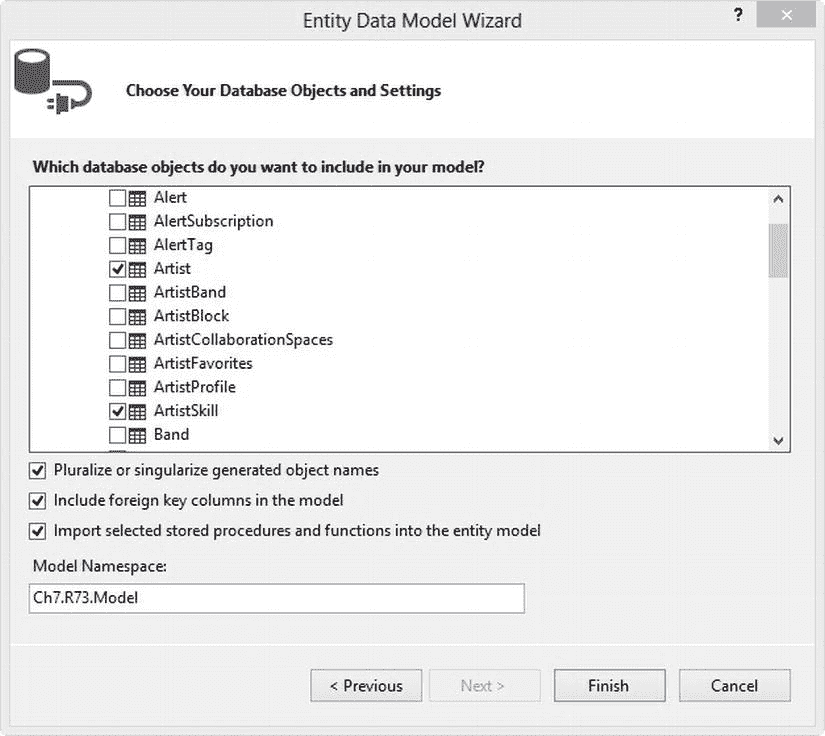 Entity Data Model Wizard
?
Choose Your Database Objects and Settings
Which database objects do you want to include in your model?
Alert
AlertSubscription
AlertTag
Artist
ArtistBand
ArtistBlock
ArtistCollaborationSpaces
ArtistFavorites
ArtistProfile
ArtistSkill
Band
Pluralize or singularize generated object names
Include foreign key columns in the model
Import selected stored procedures and functions into the entity model
Model Namespace:
Ch7.R73.Model
< Previous
Next >
Finish
Cancel